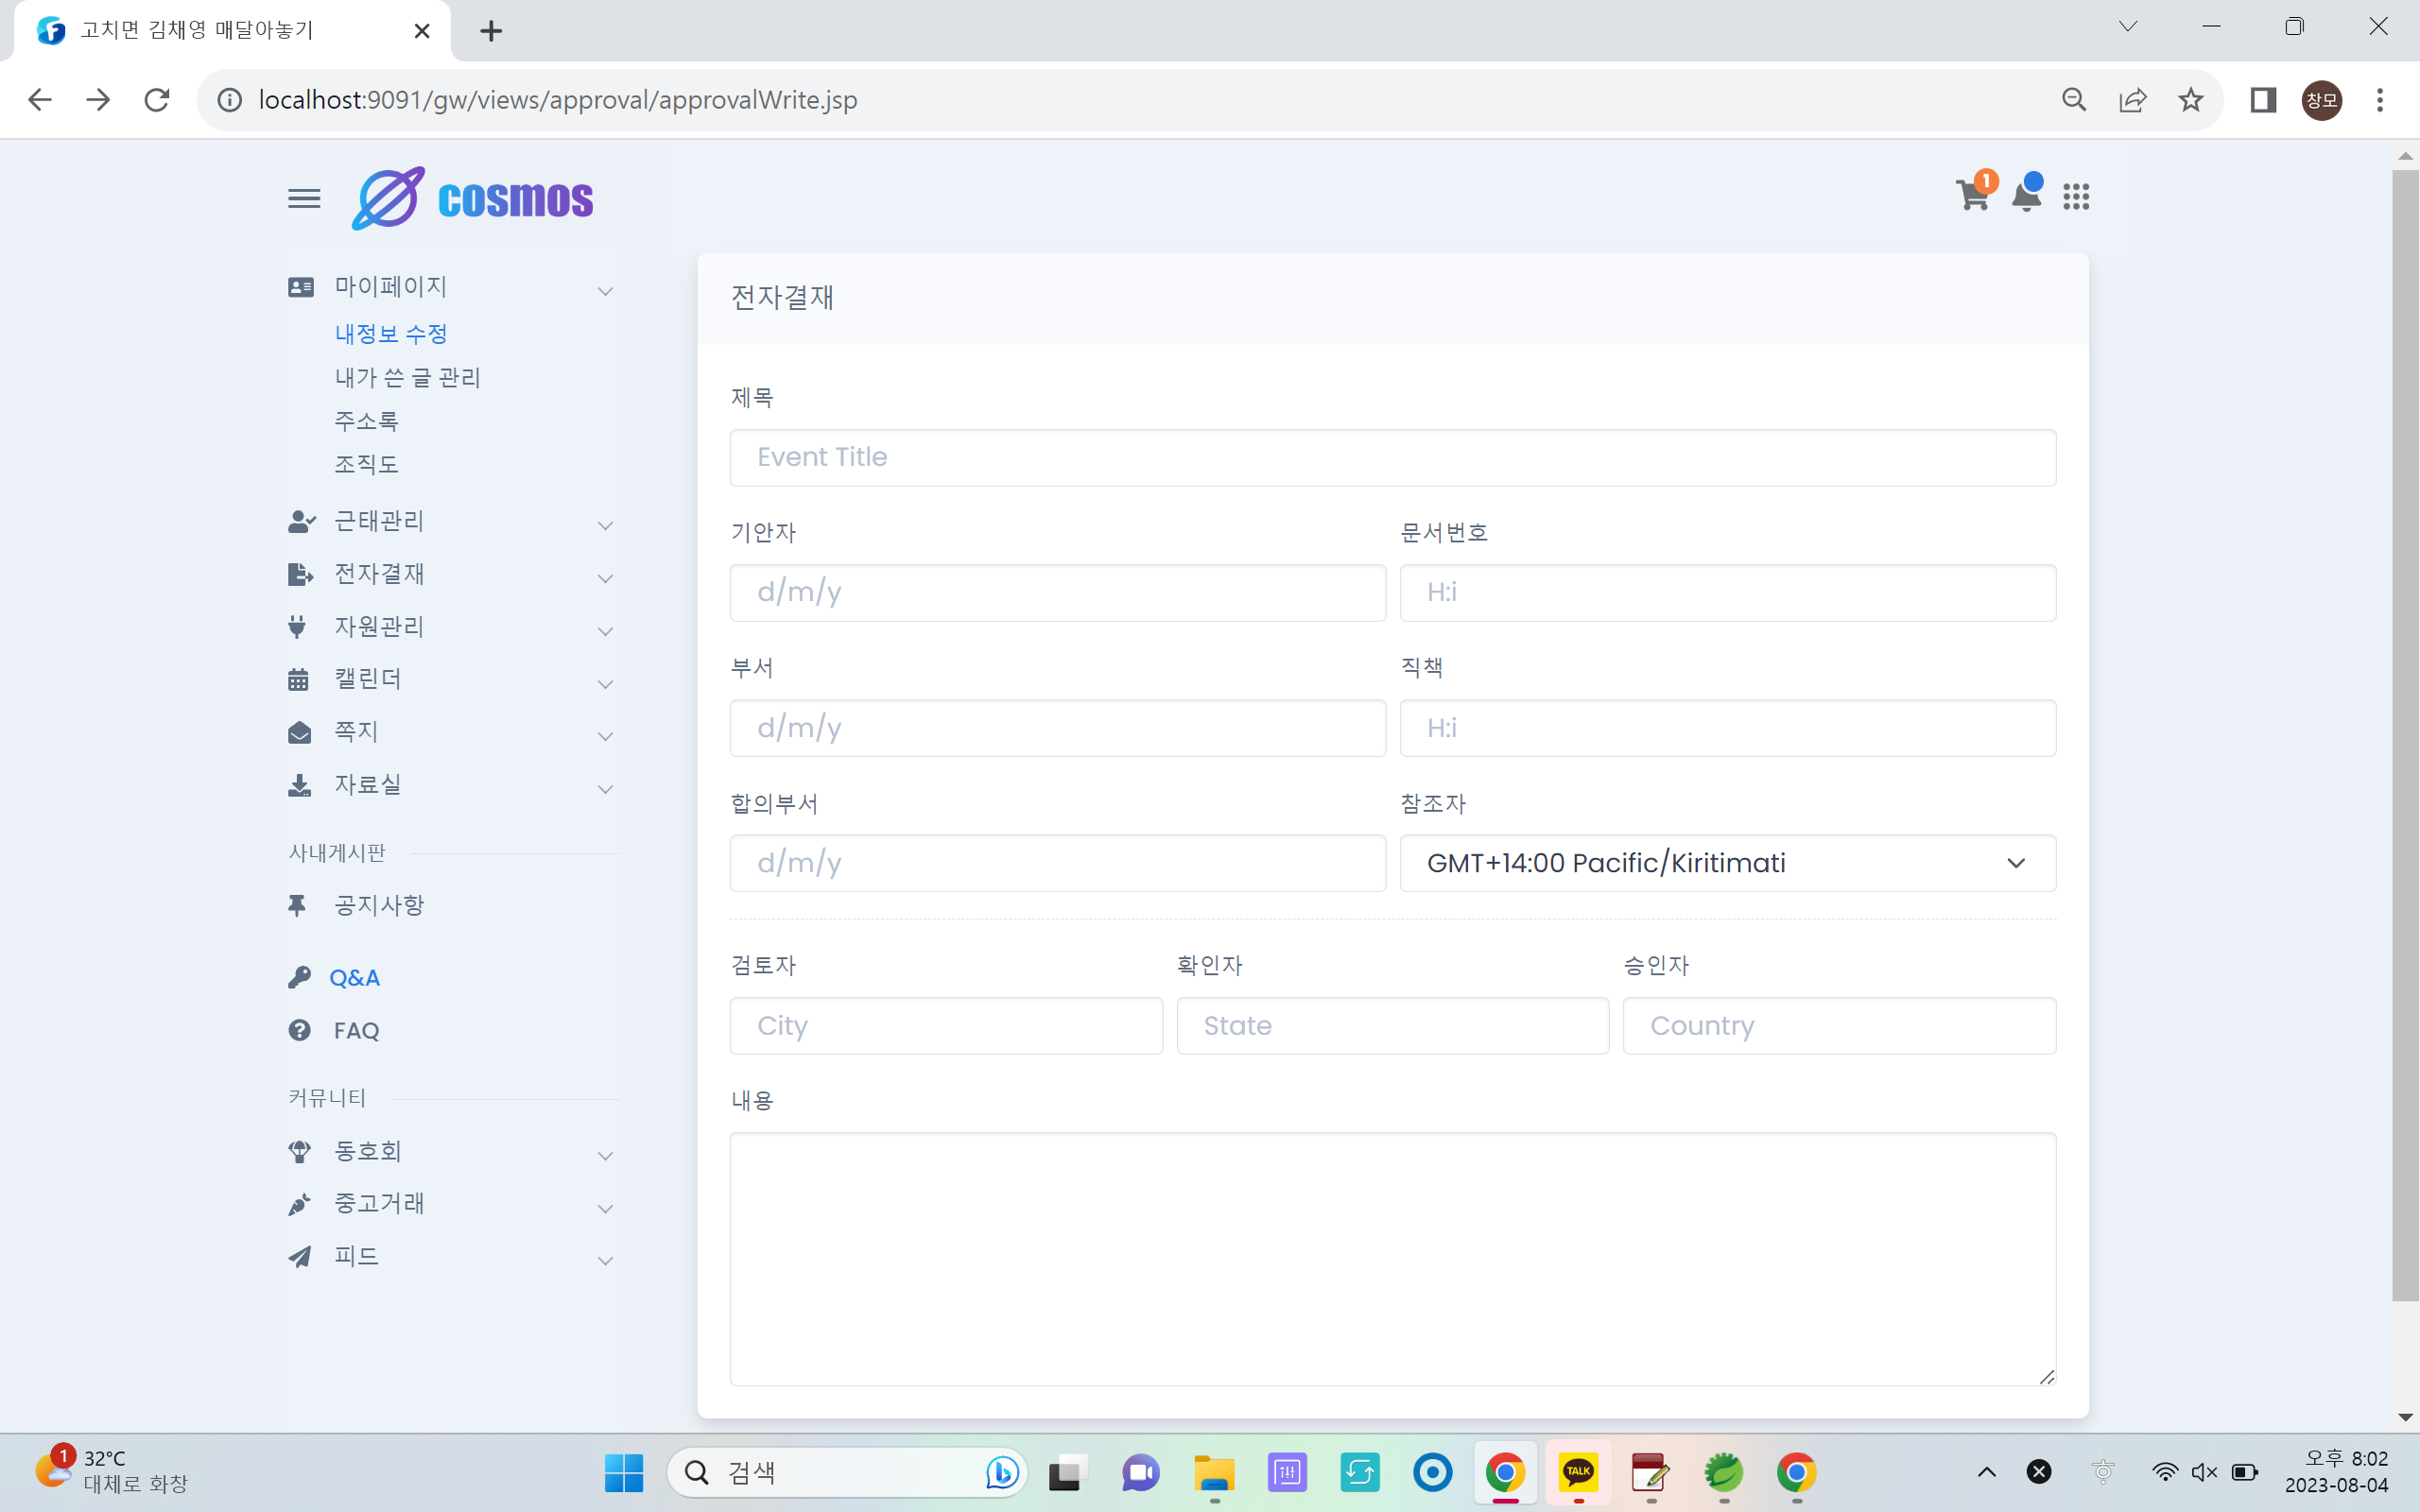 고치면 김채영 매달아놓기
localhost:9091/gw/views/approval/approvalWrite.jsp
창모
cosmos
1
마이페이지
내정보 수정
내가 쓴 글 관리
주소록
조직도
근태관리
전자결재
자원관리
캘린더
쪽지
자료실
사내게시판
공지사항
Q&A
FAQ
커뮤니티
동호회
중고거래
피드
전자결재
제목
Event Title
기안자 문서번호
d/m/y H:i
부서 직책
d/m/y H:i
합의부서 참조자
d/m/y GMT+14:00 Pacific/Kiritimati
검토자 확인자 승인자
City State Country
내용
1
32°C
대체로 화창
검색
TALK
오후 8:02
2023-08-04